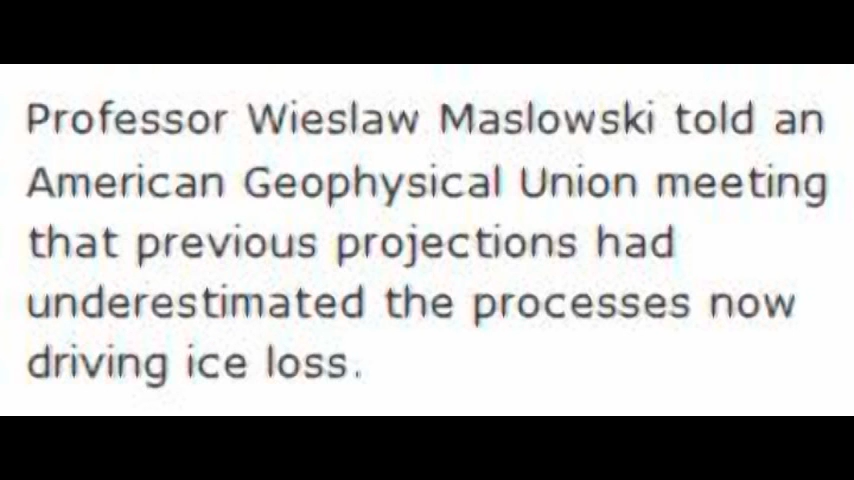 Professor Wieslaw Maslowski told an
American Geophysical Union meeting
that previous projections had
underestimated the processes now
driving ice loss.